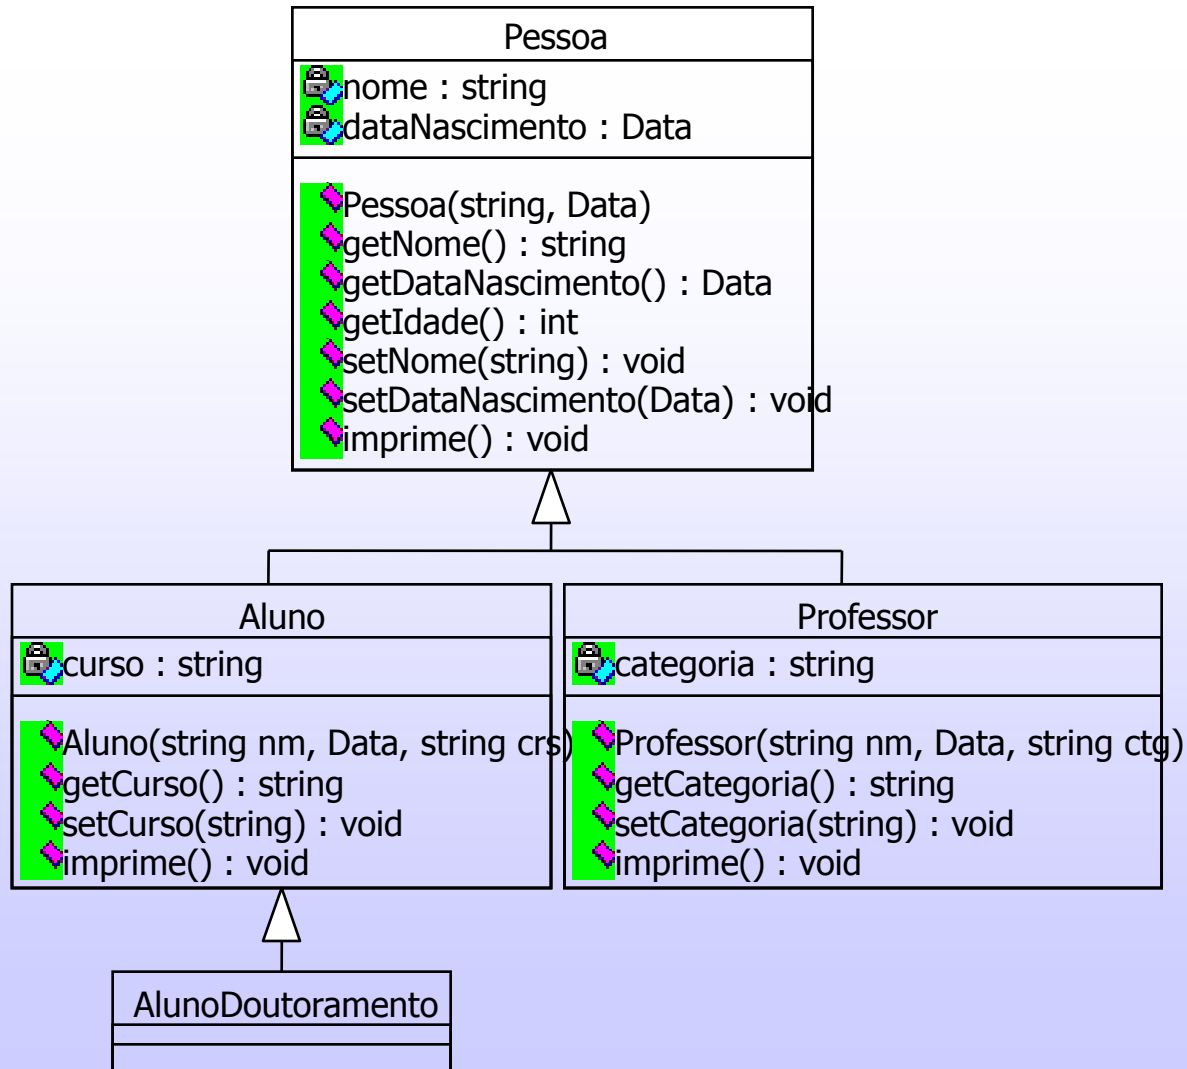 Pessoa
nome : string
dataNascimento : Data
Pessoa(string, Data)
getNome() : string
getDataNascimento() : Data
getIdade() : int
setNome(string) : void
setDataNascimento(Data) : void
imprime() : void
Aluno
curso : string
Aluno(string nm, Data, string crs)
getCurso() : string
setCurso(string) : void
imprime() : void
Professor
categoria : string
Professor(string nm, Data, string ctg)
getCategoria() : string
setCategoria(string) : void
imprime() : void
AlunoDoutoramento